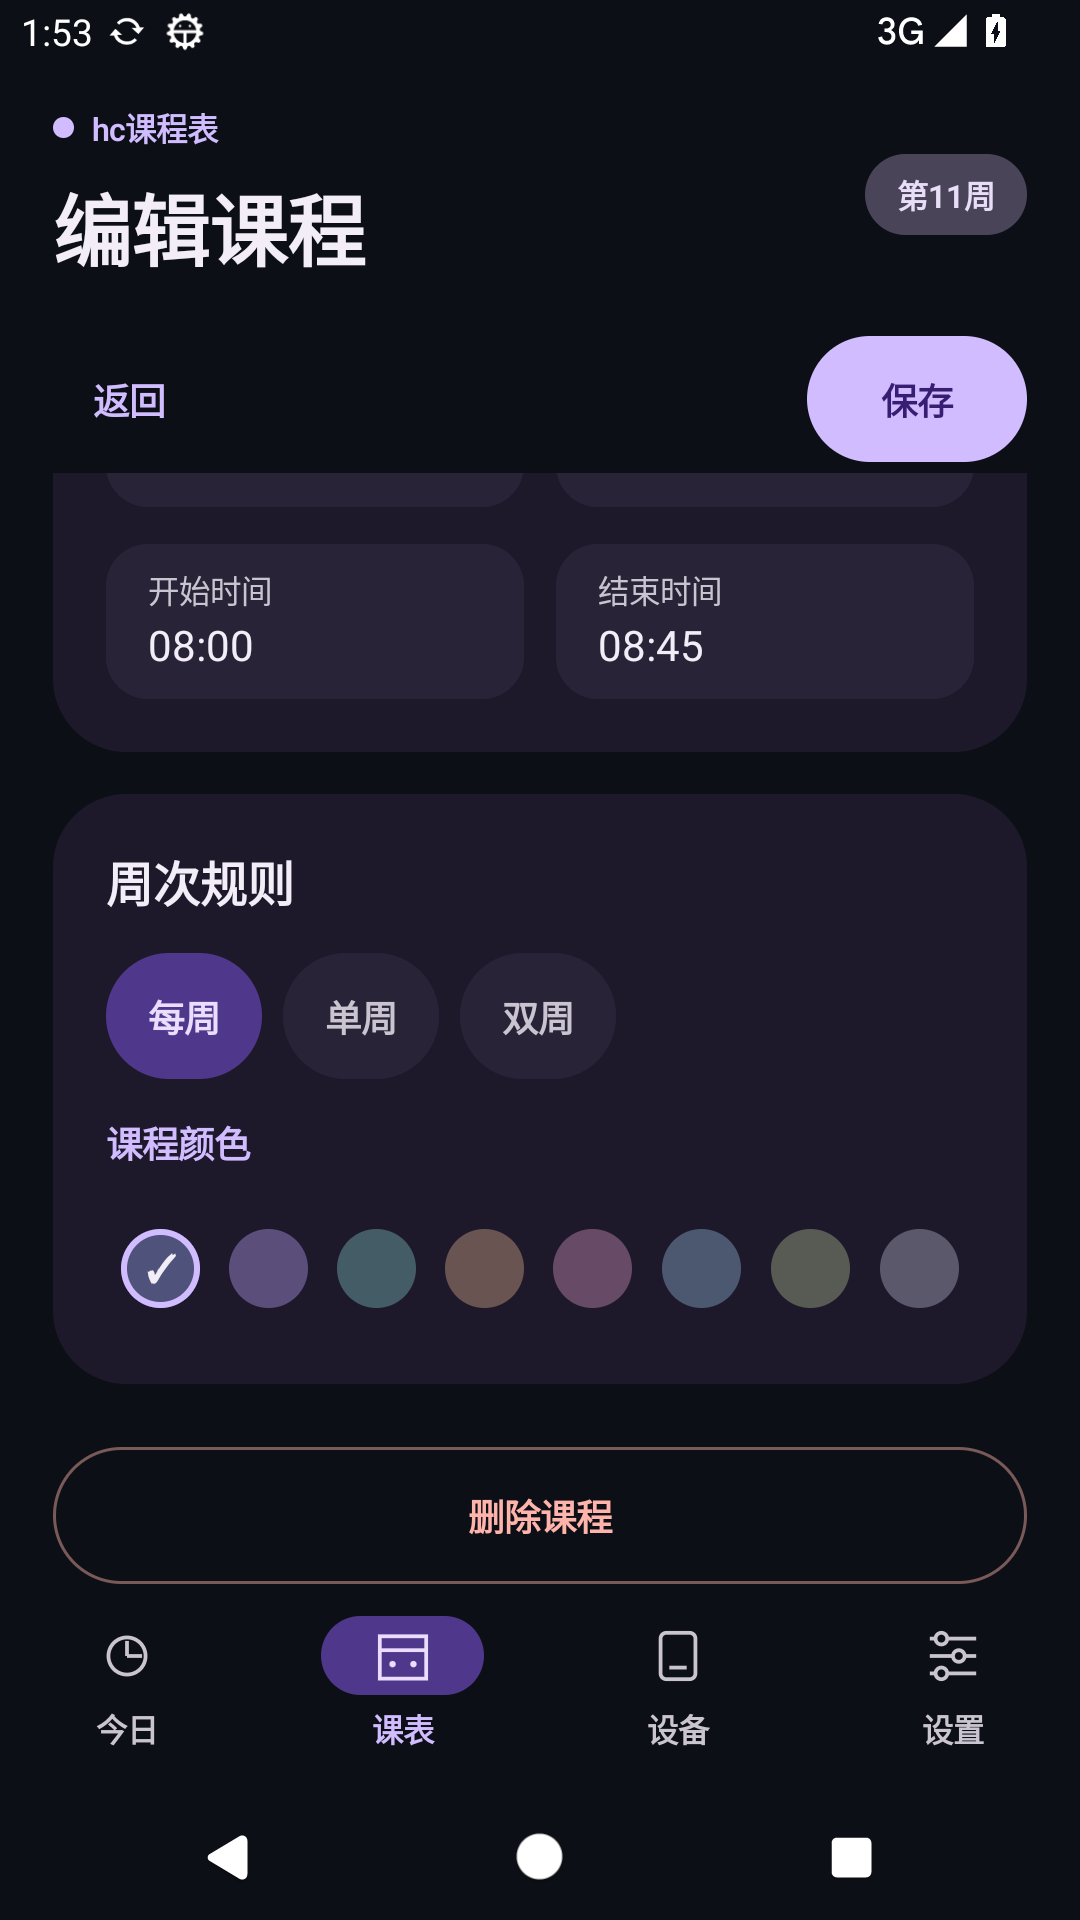 1:53
3G
hc课程表
编辑课程
第11周
返回
保存
开始时间
结束时间
08:00
08:45
周次规则
每周
单周
双周
课程颜色
删除课程
今日
课表
设备
设置